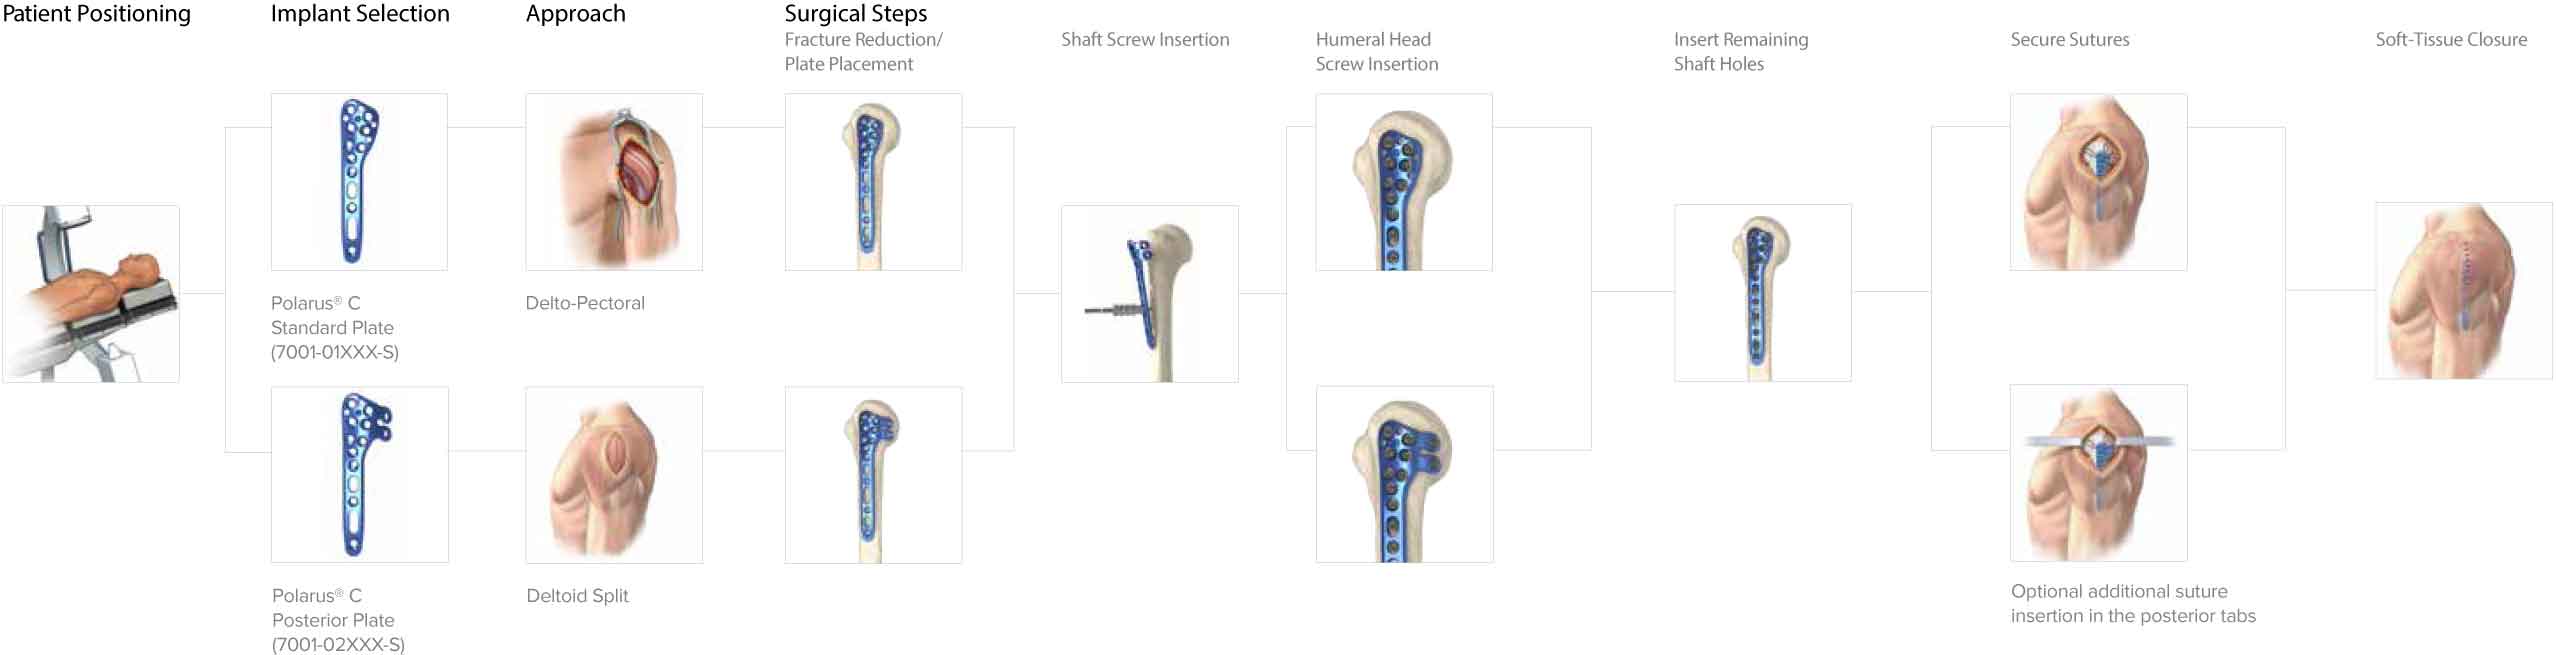 Patient Positioning
Implant Selection
Approach
Surgical Steps
Fracture Reduction/
Plate Placement
Shaft Screw Insertion
Humeral Head
Screw Insertion
Insert Remaining
Shaft Holes
Secure Sutures
Soft-Tissue Closure
Polarus® C
Standard Plate
(7001-01XXX-S)
Delto-Pectoral
Polarus® C
Posterior Plate
(7001-02XXX-S)
Deltoid Split
Optional additional suture
insertion in the posterior tabs